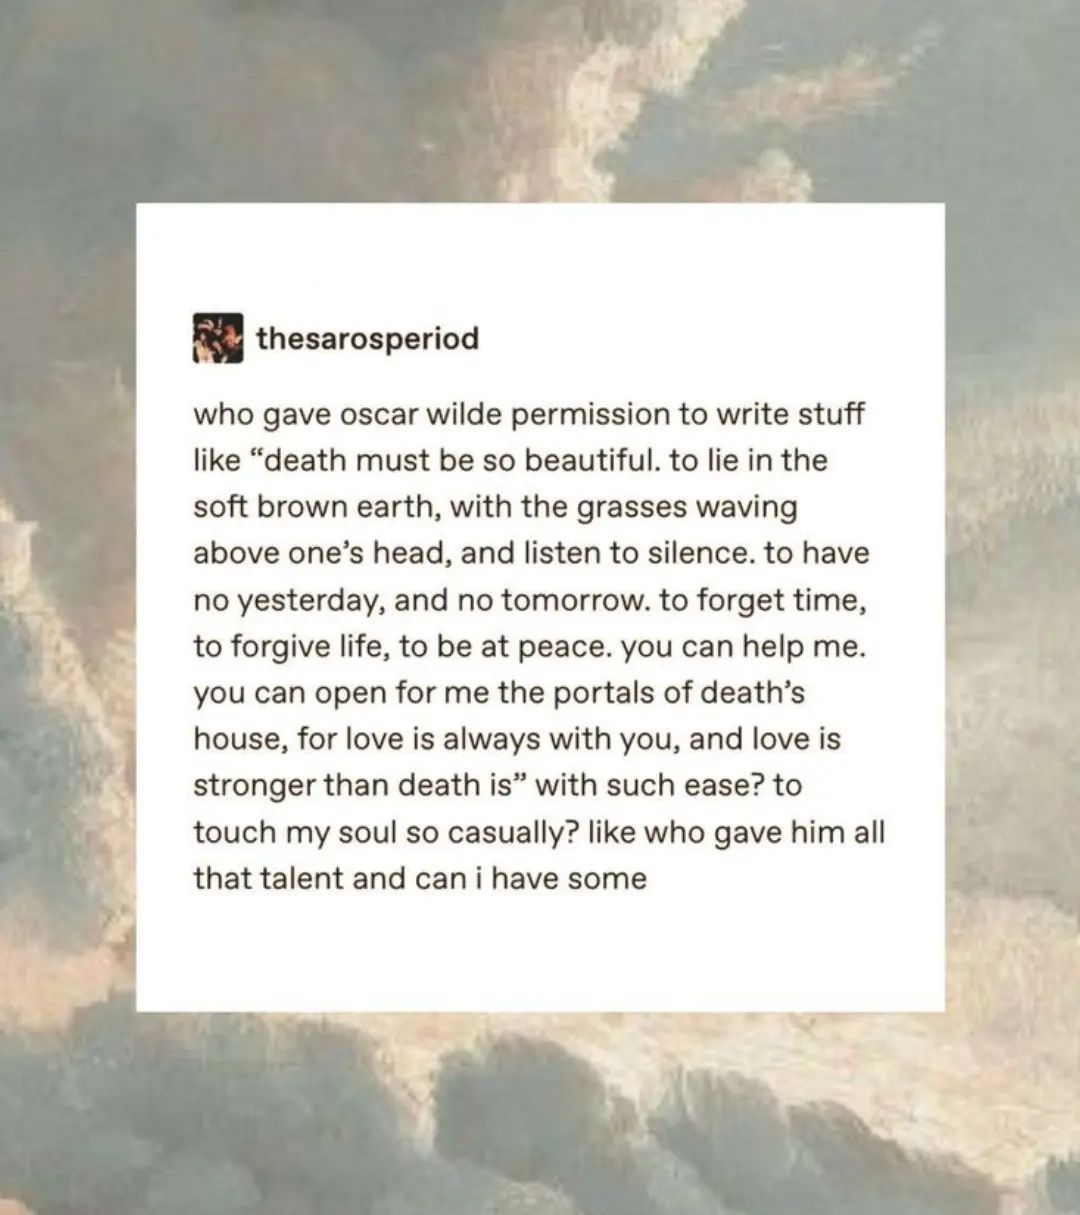 thesarosperiod
who gave oscar wilde permission to write stuff
like “death must be so beautiful. to lie in the
soft brown earth, with the grasses waving
above one’s head, and listen to silence. to have
no yesterday, and no tomorrow. to forget time,
to forgive life, to be at peace. you can help me.
you can open for me the portals of death’s
house, for love is always with you, and love is
stronger than death is” with such ease? to
touch my soul so casually? like who gave him all
that talent and can i have some